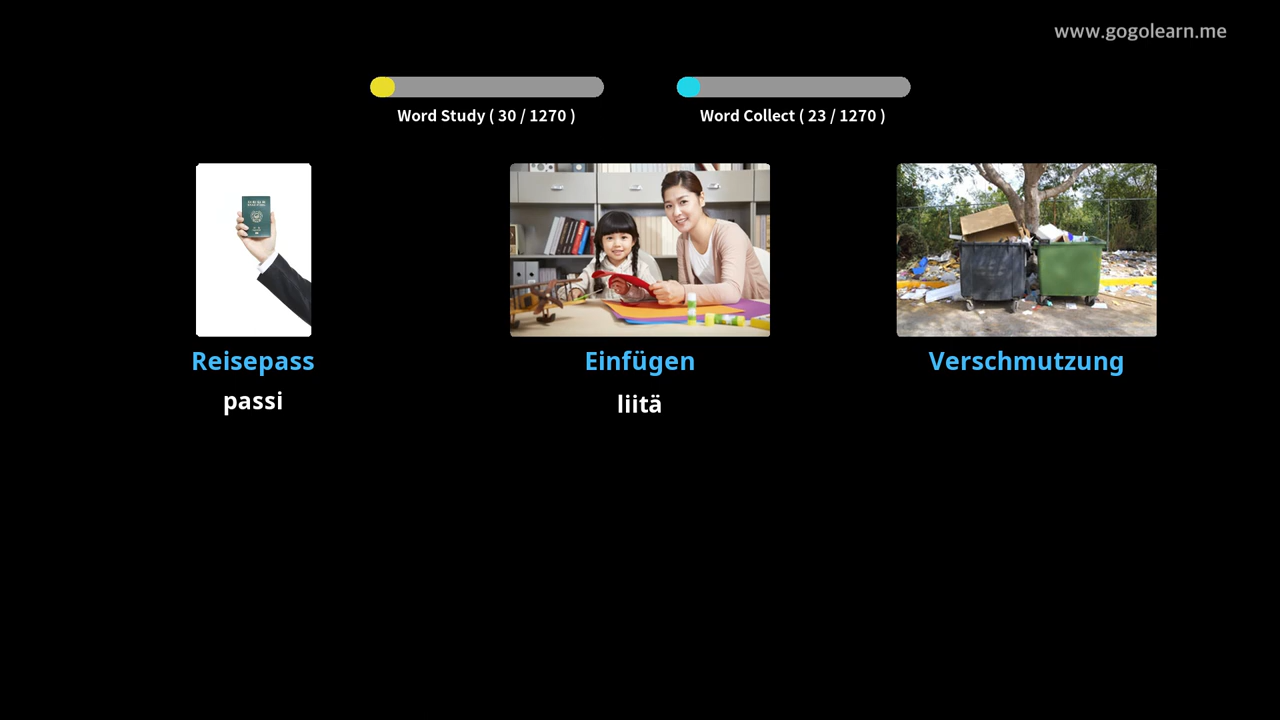 www.gogolearn.me
Word Study ( 30 / 1270 )
Word Collect ( 23 / 1270 )
Reisepass
Einfügen
Verschmutzung
passi
liitä